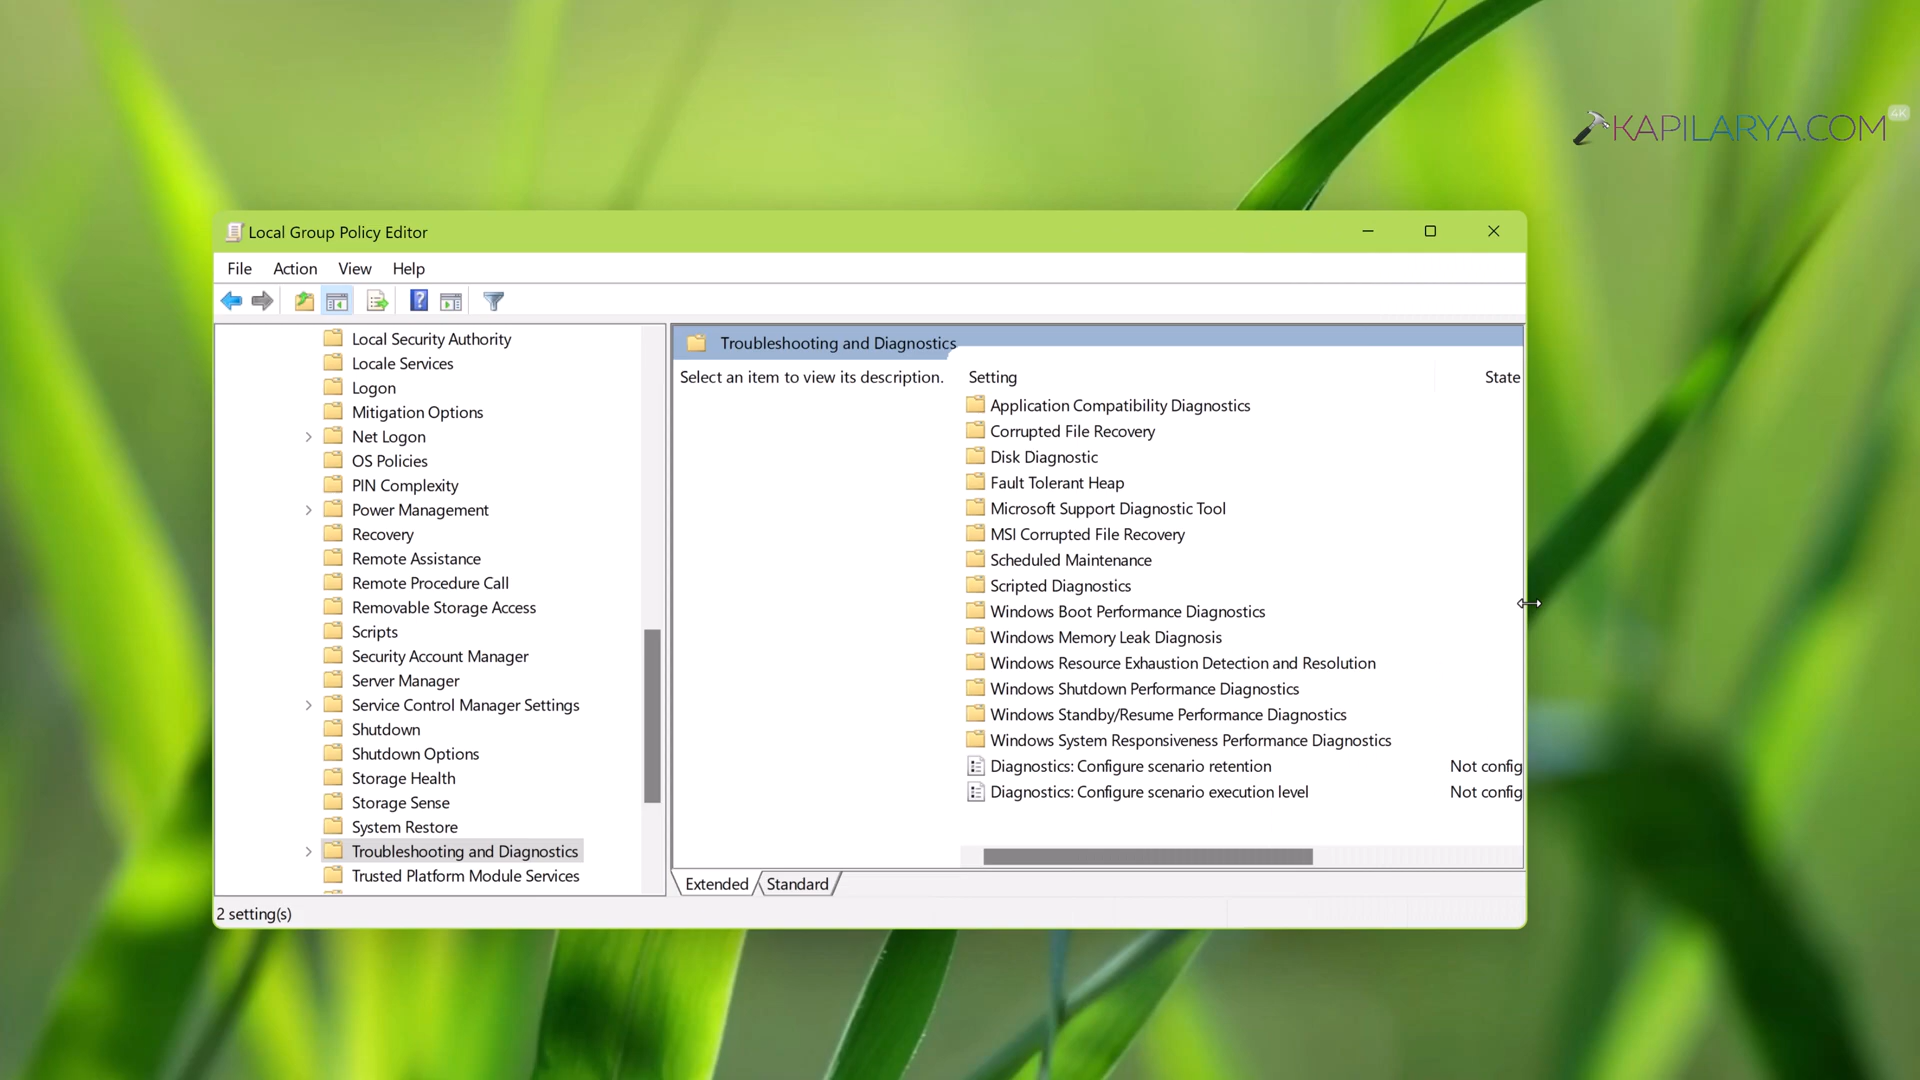 KAPILARYA.COM
4K
Local Group Policy Editor
File Action View Help
Local Security Authority
Locale Services
Logon
Mitigation Options
Net Logon
OS Policies
PIN Complexity
Power Management
Recovery
Remote Assistance
Remote Procedure Call
Removable Storage Access
Scripts
Security Account Manager
Server Manager
Service Control Manager Settings
Shutdown
Shutdown Options
Storage Health
Storage Sense
System Restore
Troubleshooting and Diagnostics
Trusted Platform Module Services
Troubleshooting and Diagnostics
Select an item to view its description.
Setting State
Application Compatibility Diagnostics
Corrupted File Recovery
Disk Diagnostic
Fault Tolerant Heap
Microsoft Support Diagnostic Tool
MSI Corrupted File Recovery
Scheduled Maintenance
Scripted Diagnostics
Windows Boot Performance Diagnostics
Windows Memory Leak Diagnosis
Windows Resource Exhaustion Detection and Resolution
Windows Shutdown Performance Diagnostics
Windows Standby/Resume Performance Diagnostics
Windows System Responsiveness Performance Diagnostics
Diagnostics: Configure scenario retention Not config
Diagnostics: Configure scenario execution level Not config
Extended Standard
2 setting(s)